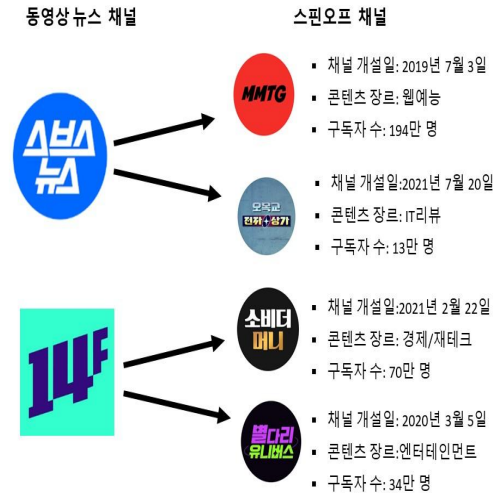 동영상 뉴스 채널
스핀오프 채널
스브스
뉴스
MMTG
▪ 채널 개설일: 2019년 7월 3일
▪ 콘텐츠 장르: 웹예능
▪ 구독자 수: 194만 명
오목교
전자상가
▪ 채널 개설일:2021년 7월 20일
▪ 콘텐츠 장르: IT리뷰
▪ 구독자 수: 13만 명
14F
소비더
머니
▪ 채널 개설일:2021년 2월 22일
▪ 콘텐츠 장르: 경제/재테크
▪ 구독자 수: 70만 명
별다리
유니버스
▪ 채널 개설일: 2020년 3월 5일
▪ 콘텐츠 장르:엔터테인먼트
▪ 구독자 수: 34만 명